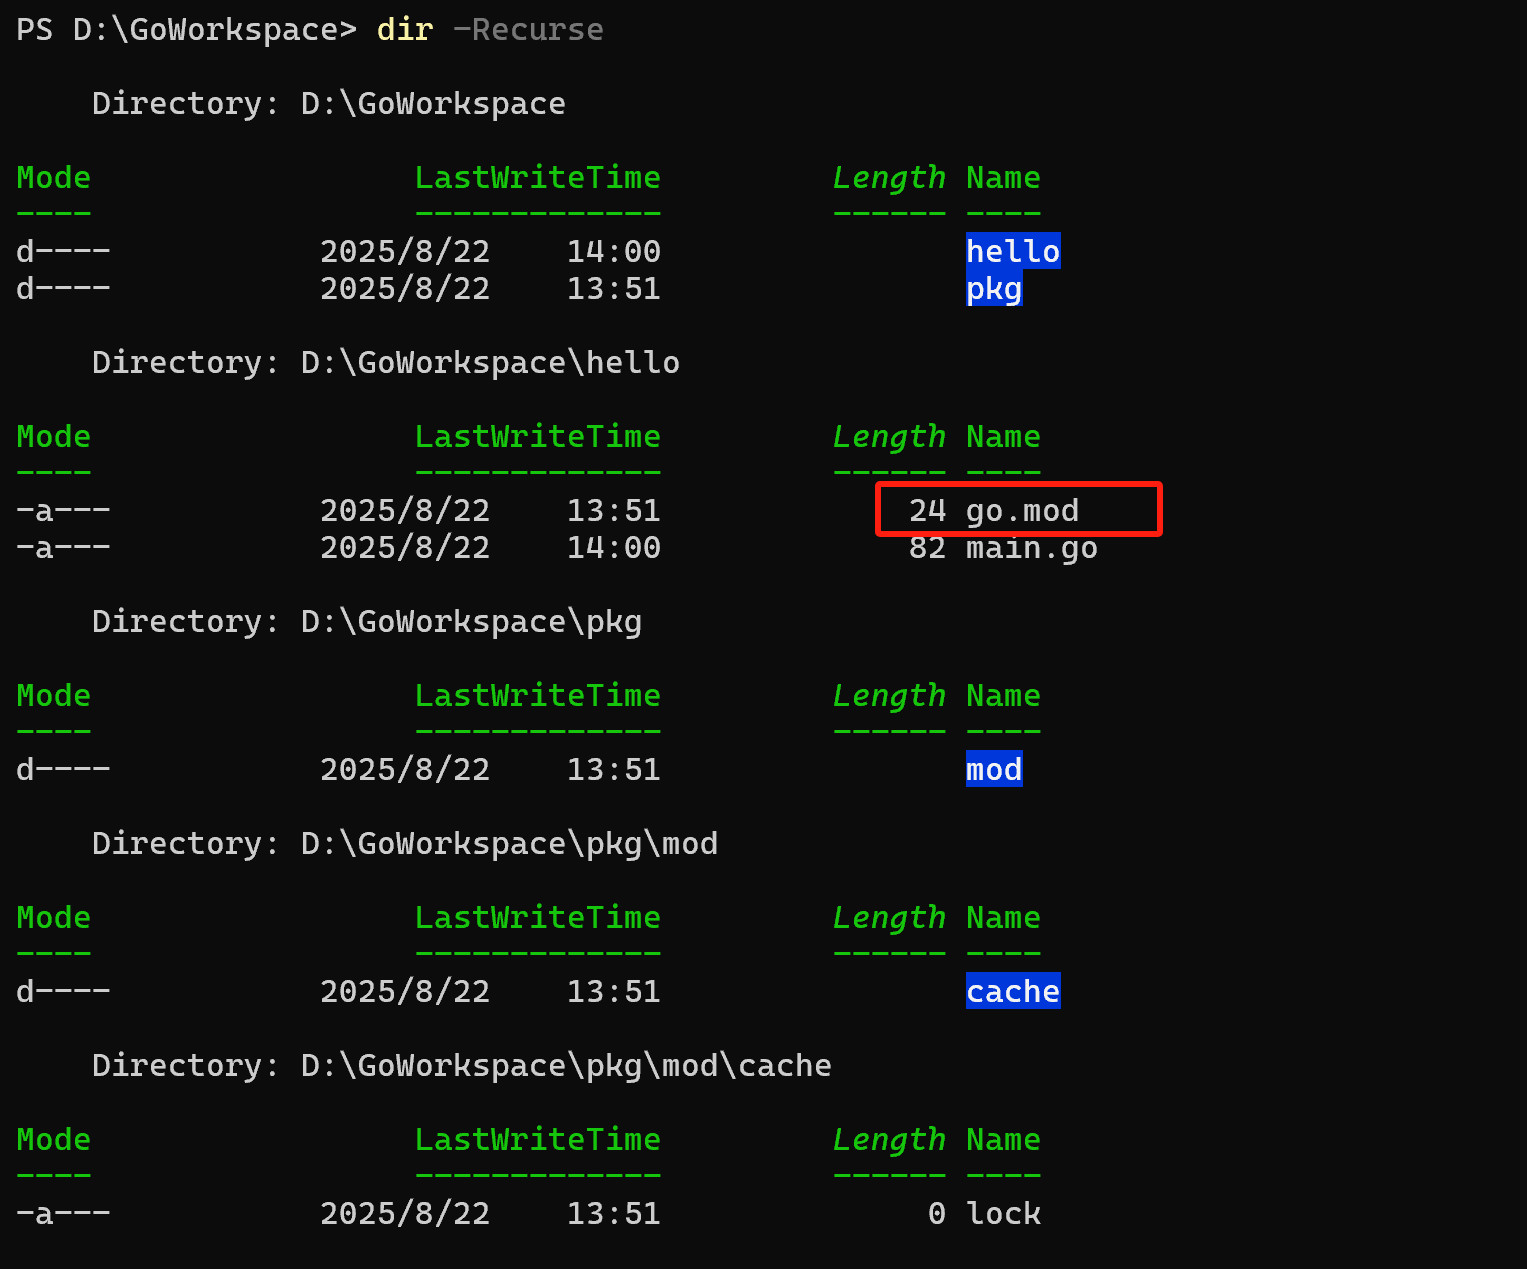 PS D:\GoWorkspace> dir -Recurse
Directory: D:\GoWorkspace
Mode LastWriteTime Length Name
---- ------------- ------ ----
d---- 2025/8/22 14:00 hello
d---- 2025/8/22 13:51 pkg
Directory: D:\GoWorkspace\hello
Mode LastWriteTime Length Name
---- ------------- ------ ----
-a--- 2025/8/22 13:51 24 go.mod
-a--- 2025/8/22 14:00 82 main.go
Directory: D:\GoWorkspace\pkg
Mode LastWriteTime Length Name
---- ------------- ------ ----
d---- 2025/8/22 13:51 mod
Directory: D:\GoWorkspace\pkg\mod
Mode LastWriteTime Length Name
---- ------------- ------ ----
d---- 2025/8/22 13:51 cache
Directory: D:\GoWorkspace\pkg\mod\cache
Mode LastWriteTime Length Name
---- ------------- ------ ----
-a--- 2025/8/22 13:51 0 lock